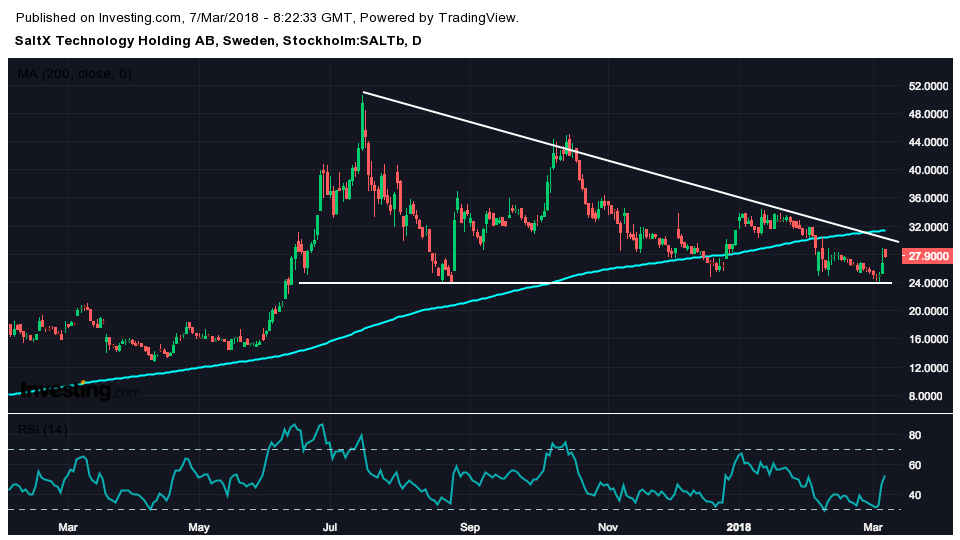 Published on Investing.com, 7/Mar/2018 - 8:22:33 GMT, Powered by TradingView.
SaltX Technology Holding AB, Sweden, Stockholm:SALTb, D
MA (200, close, 0)
52.0000
48.0000
44.0000
40.0000
36.0000
32.0000
27.9000
24.0000
20.0000
16.0000
12.0000
8.0000
Investing.com
RSI (14)
80
60
40
Mar May Jul Sep Nov 2018 Mar